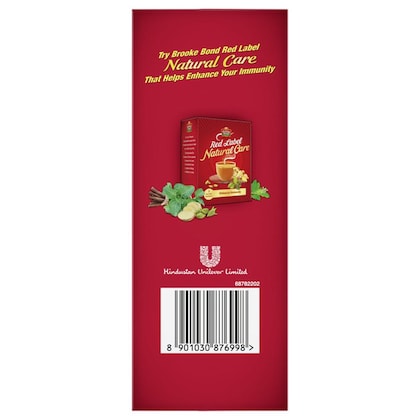 Try Brooke Bond Red Label
Natural Care
That Helps Enhance Your Immunity
Red Label
Natural Care
Hindustan Unilever Limited
68782202
8 901030 876998 >